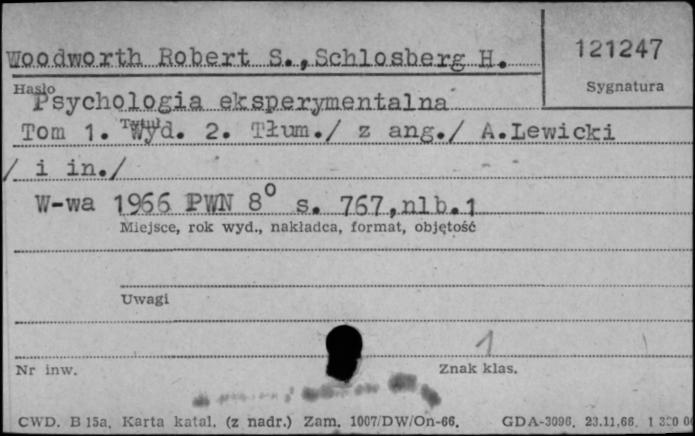 Woodworth Robert S., Schlosberg H.
121247
Sygnatura
Hasło
Psychologia eksperymentalna
Tytuł
Tom 1. Wyd. 2. Tłum./ z ang./ A.Lewicki
/ i in./
W-wa 1966 PWN 8° s. 767,nlb.1
Miejsce, rok wyd., nakładca, format, objętość
Uwagi
1
Nr inw.
Znak klas.
CWD. B 15a. Karta katal. (z nadr.) Zam. 1007/DW/On-66. GDA-3096. 23.11.66.